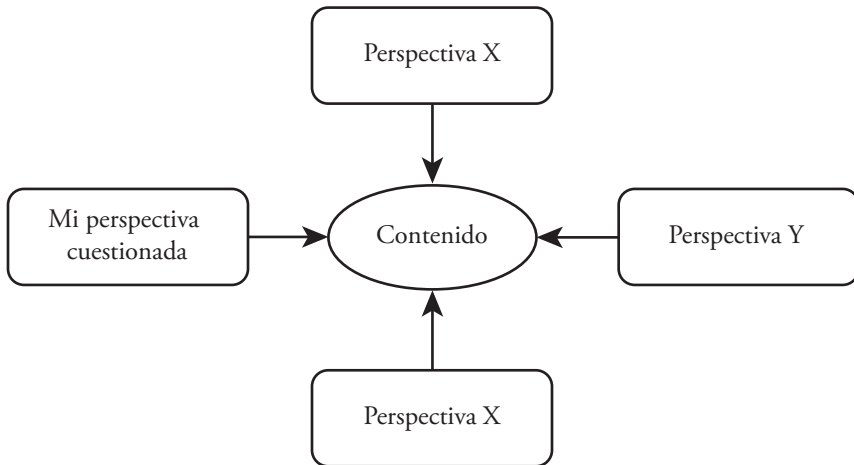 Perspectiva X
Mi perspectiva
cuestionada
Contenido
Perspectiva Y
Perspectiva X